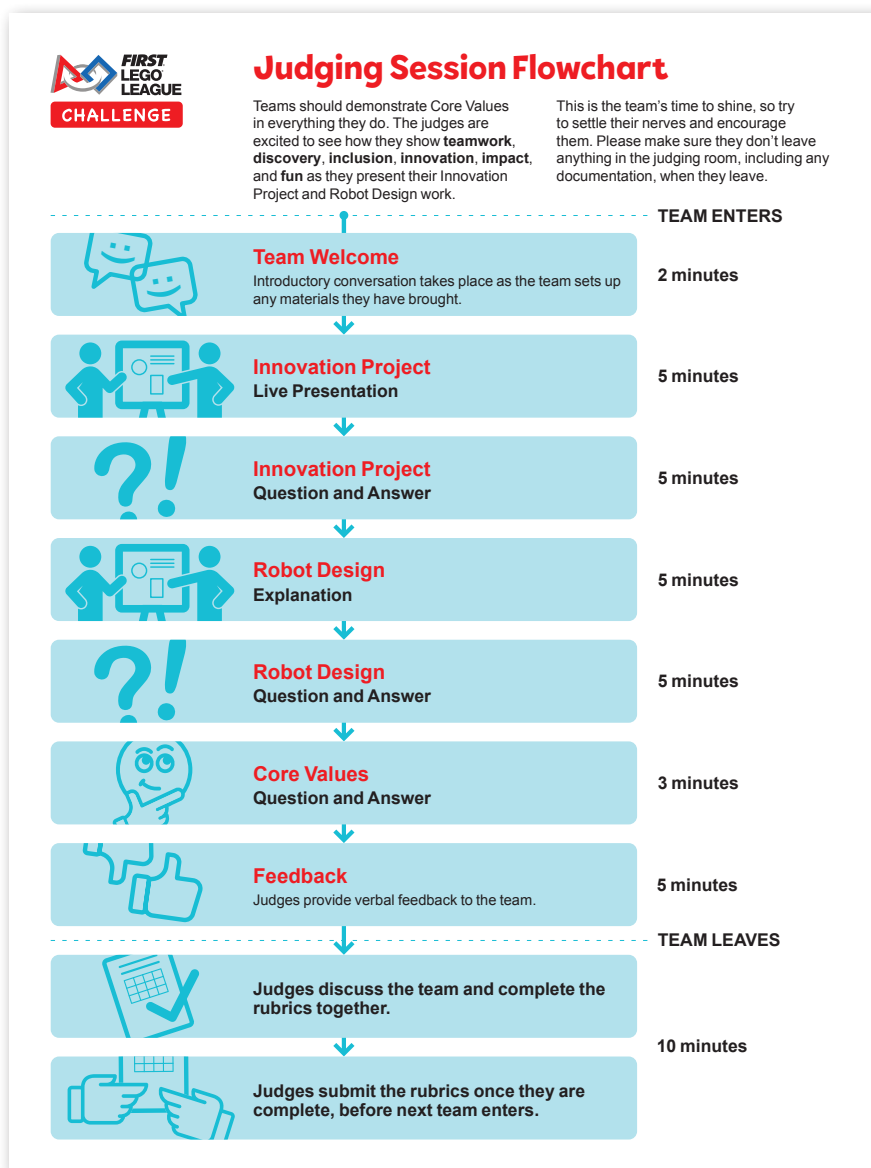 FIRST
LEGO
LEAGUE
CHALLENGE
Judging Session Flowchart
Teams should demonstrate Core Values
in everything they do. The judges are
excited to see how they show teamwork,
discovery, inclusion, innovation, impact,
and fun as they present their Innovation
Project and Robot Design work.
This is the team’s time to shine, so try
to settle their nerves and encourage
them. Please make sure they don’t leave
anything in the judging room, including any
documentation, when they leave.
TEAM ENTERS
Team Welcome
Introductory conversation takes place as the team sets up
any materials they have brought.
2 minutes
Innovation Project
Live Presentation
5 minutes
Innovation Project
Question and Answer
5 minutes
Robot Design
Explanation
5 minutes
Robot Design
Question and Answer
5 minutes
Core Values
Question and Answer
3 minutes
Feedback
Judges provide verbal feedback to the team.
5 minutes
TEAM LEAVES
Judges discuss the team and complete the
rubrics together.
10 minutes
Judges submit the rubrics once they are
complete, before next team enters.